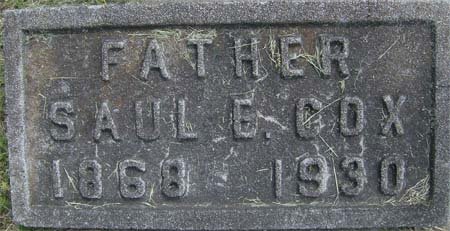 FATHER
SAUL E. COX
1868 - 1930